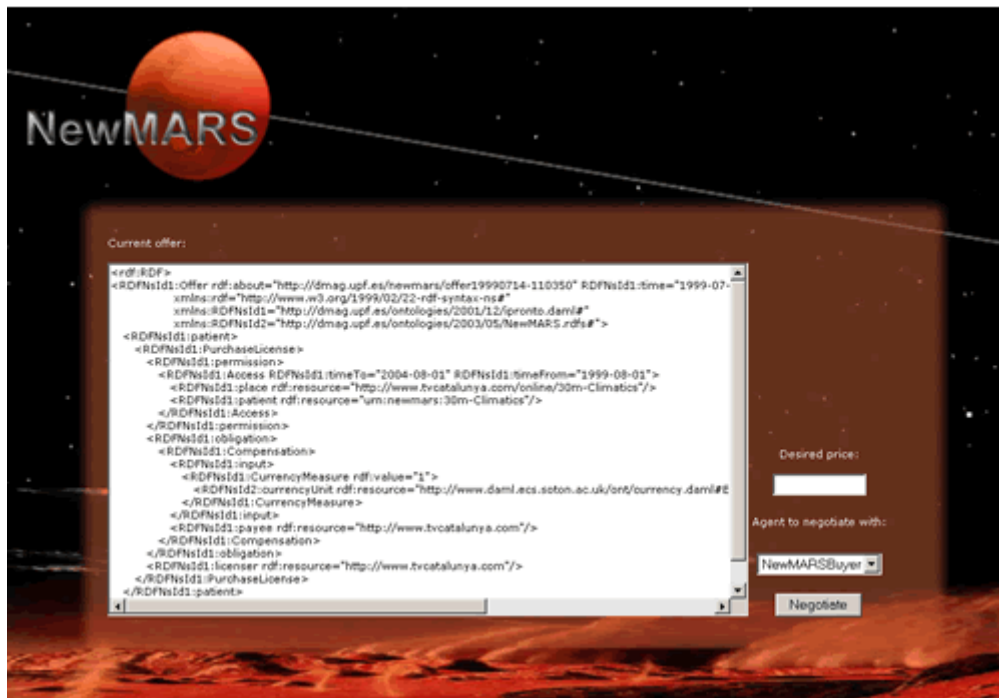 NewMARS
Current offer:
<rdf:RDF>
<RDFNsId1:Offer rdf:about="http://dmag.upf.es/newmars/offer19990714-110350" RDFNsId1:time="1999-07-
xmlns:rdf="http://www.w3.org/1999/02/22-rdf-syntax-ns#"
xmlns:RDFNsId1="http://dmag.upf.es/ontologies/2001/12/ipronto.daml#"
xmlns:RDFNsId2="http://dmag.upf.es/ontologies/2003/05/NewMARS.rdfs#">
<RDFNsId1:patient>
<RDFNsId1:PurchaseLicense>
<RDFNsId1:permission>
<RDFNsId1:Access RDFNsId1:timeTo="2004-08-01" RDFNsId1:timeFrom="1999-08-01">
<RDFNsId1:place rdf:resource="http://www.tvcatalunya.com/online/30m-Climatics"/>
<RDFNsId1:patient rdf:resource="urn:newmars:30m-Climatics"/>
</RDFNsId1:Access>
</RDFNsId1:permission>
<RDFNsId1:obligation>
<RDFNsId1:Compensation>
<RDFNsId1:input>
<RDFNsId1:CurrencyMeasure rdf:value="1">
<RDFNsId2:currencyUnit rdf:resource="http://www.daml.ecs.soton.ac.uk/ont/currency.daml#E
</RDFNsId1:CurrencyMeasure>
</RDFNsId1:input>
<RDFNsId1:payee rdf:resource="http://www.tvcatalunya.com"/>
</RDFNsId1:Compensation>
</RDFNsId1:obligation>
<RDFNsId1:licenser rdf:resource="http://www.tvcatalunya.com"/>
</RDFNsId1:PurchaseLicense>
</RDFNsId1:patient>
Desired price:
Agent to negotiate with:
NewMARSBuyer
Negotiate